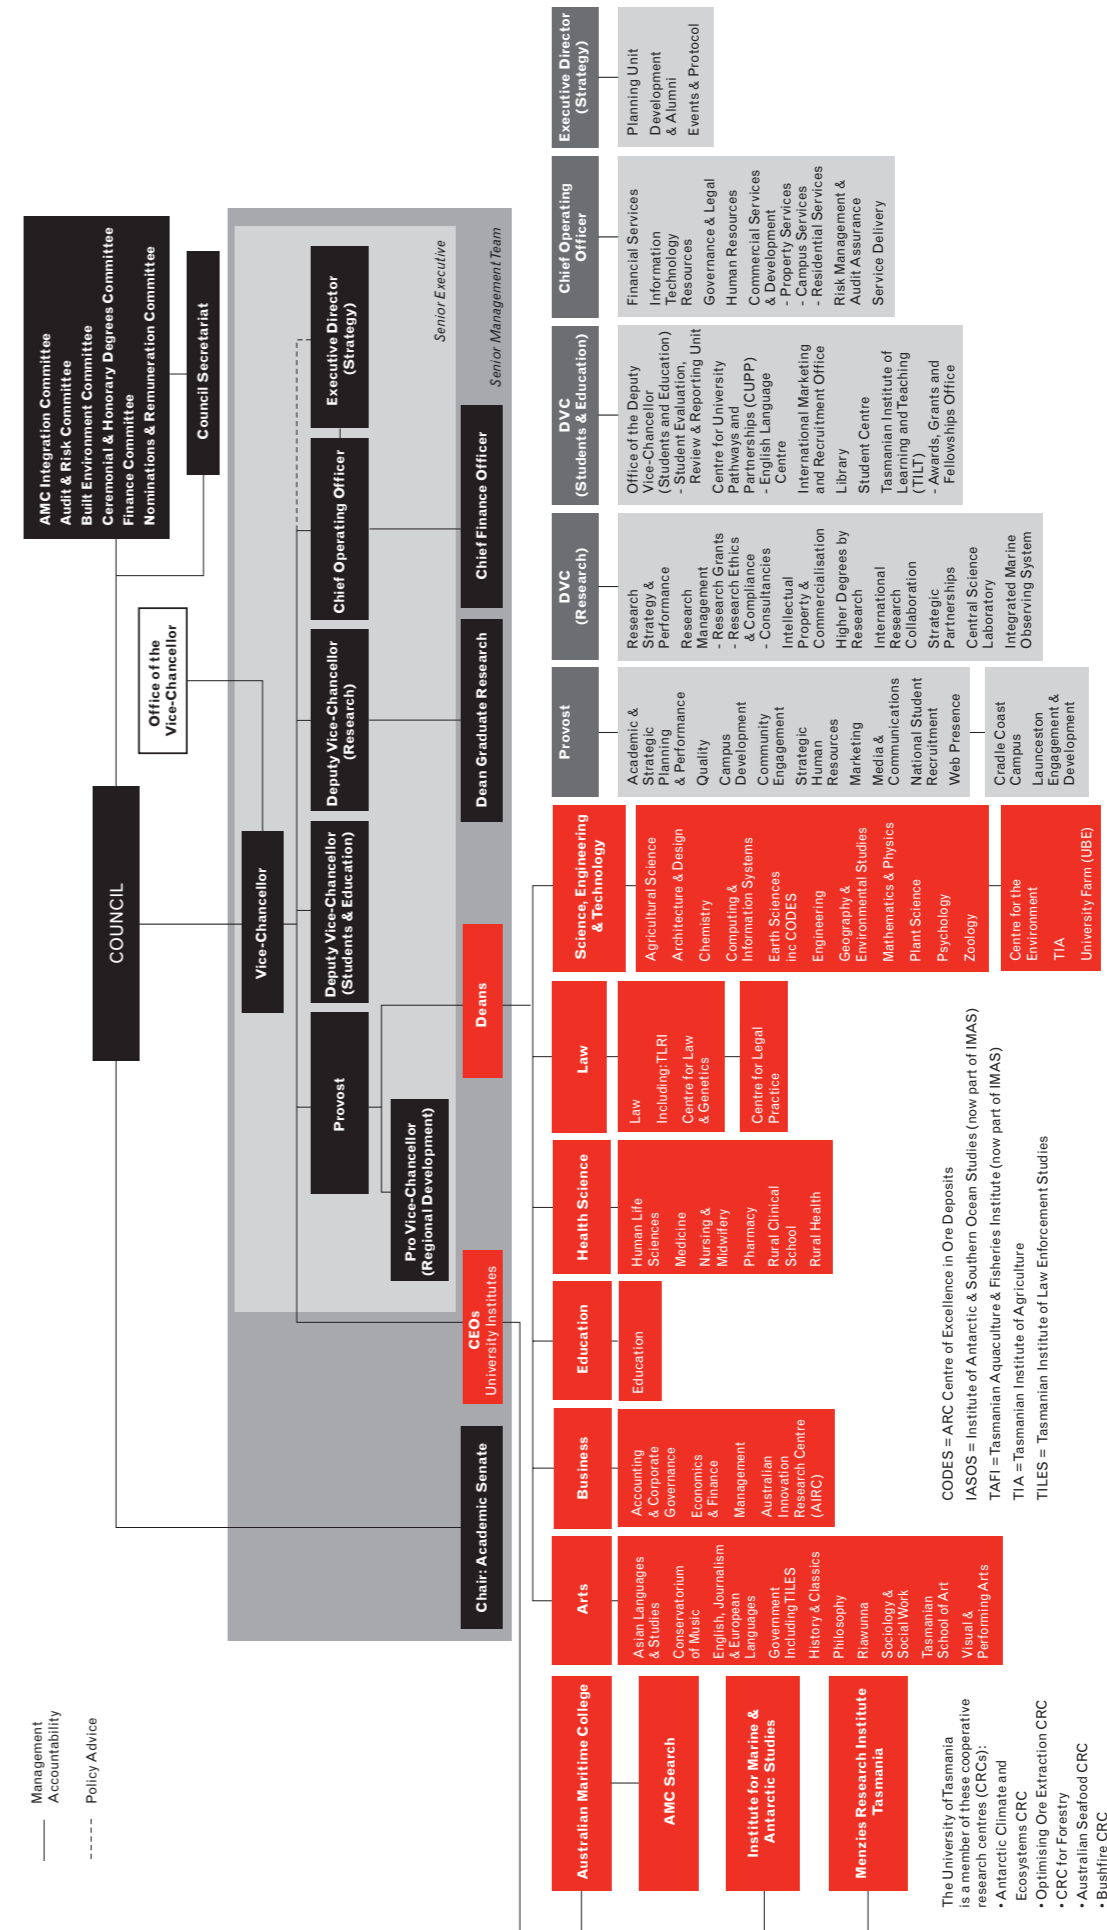 Management
Accountability
Policy Advice
COUNCIL
AMC Integration Committee
Audit & Risk Committee
Built Environment Committee
Ceremonial & Honorary Degrees Committee
Finance Committee
Nominations & Remuneration Committee
Council Secretariat
Office of the
Vice-Chancellor
Vice-Chancellor
Provost
Deputy Vice-Chancellor
(Students & Education)
Deputy Vice-Chancellor
(Research)
Chief Operating Officer
Executive Director
(Strategy)
Pro Vice-Chancellor
(Regional Development)
Senior Executive
Chair: Academic Senate
CEOs
University Institutes
Deans
Dean Graduate Research
Chief Finance Officer
Senior Management Team
Australian Maritime College
AMC Search
Institute for Marine &
Antarctic Studies
Menzies Research Institute
Tasmania
Arts
Asian Languages
& Studies
Conservatorium
of Music
English, Journalism
& European
Languages
Government
Including TILES
History & Classics
Philosophy
Riawunna
Sociology &
Social Work
Tasmanian
School of Art
Visual &
Performing Arts
Business
Accounting
& Corporate
Governance
Economics
& Finance
Management
Australian
Innovation
Research Centre
(AIRC)
Education
Education
Health Science
Human Life
Sciences
Medicine
Nursing &
Midwifery
Pharmacy
Rural Clinical
School
Rural Health
Law
Law
Including: TLRI
Centre for Law
& Genetics
Centre for Legal
Practice
Science, Engineering
& Technology
Agricultural Science
Architecture & Design
Chemistry
Computing &
Information Systems
Earth Sciences
inc CODES
Engineering
Geography &
Environmental Studies
Mathematics & Physics
Plant Science
Psychology
Zoology
Centre for the
Environment
TIA
University Farm (UBE)
Provost
Academic &
Strategic
Planning
& Performance
Quality
Campus
Development
Community
Engagement
Strategic
Human
Resources
Marketing
Media &
Communications
National Student
Recruitment
Web Presence
Cradle Coast
Campus
Launceston
Engagement &
Development
DVC
(Research)
Research
Strategy &
Performance
Research
Management
- Research Grants
- Research Ethics
& Compliance
- Consultancies
Intellectual
Property &
Commercialisation
Higher Degrees by
Research
International
Research
Collaboration
Strategic
Partnerships
Central Science
Laboratory
Integrated Marine
Observing System
DVC
(Students & Education)
Office of the Deputy
Vice-Chancellor
(Students and Education)
- Student Evaluation,
Review & Reporting Unit
Centre for University
Pathways and
Partnerships (CUPP)
- English Language
Centre
International Marketing
and Recruitment Office
Library
Student Centre
Tasmanian Institute of
Learning and Teaching
(TILT)
- Awards, Grants and
Fellowships Office
Chief Operating
Officer
Financial Services
Information
Technology
Resources
Governance & Legal
Human Resources
Commercial Services
& Development
- Property Services
- Campus Services
- Residential Services
Risk Management &
Audit Assurance
Service Delivery
Executive Director
(Strategy)
Planning Unit
Development
& Alumni
Events & Protocol
The University of Tasmania
is a member of these cooperative
research centres (CRCs):
• Antarctic Climate and
Ecosystems CRC
• Optimising Ore Extraction CRC
• CRC for Forestry
• Australian Seafood CRC
• Bushfire CRC
CODES = ARC Centre of Excellence in Ore Deposits
IASOS = Institute of Antarctic & Southern Ocean Studies (now part of IMAS)
TAFI = Tasmanian Aquaculture & Fisheries Institute (now part of IMAS)
TIA = Tasmanian Institute of Agriculture
TILES = Tasmanian Institute of Law Enforcement Studies